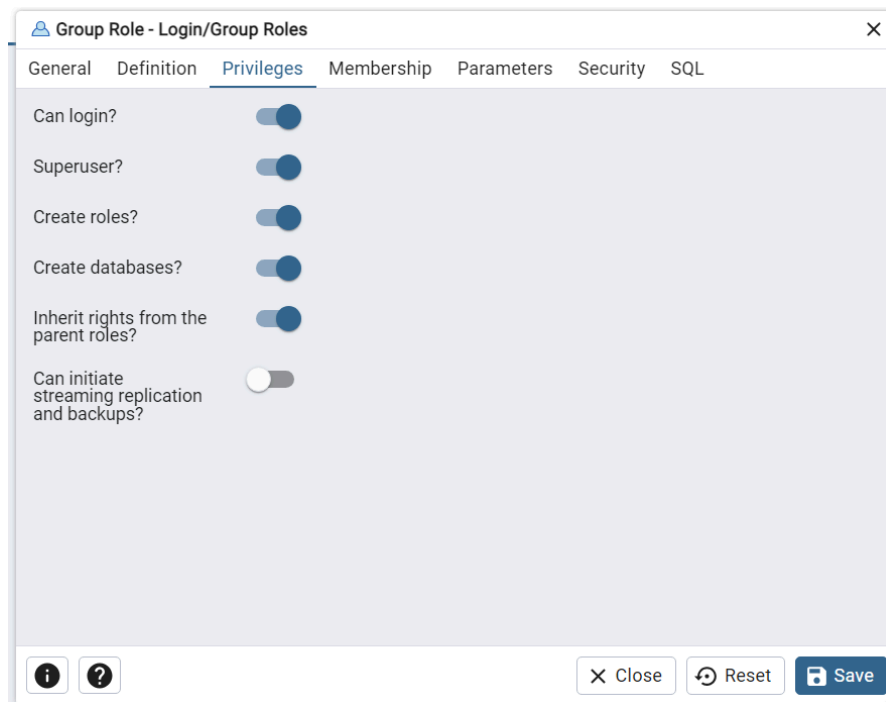 Group Role - Login/Group Roles
General Definition Privileges Membership Parameters Security SQL
Can login?
Superuser?
Create roles?
Create databases?
Inherit rights from the
parent roles?
Can initiate
streaming replication
and backups?
Close Reset Save